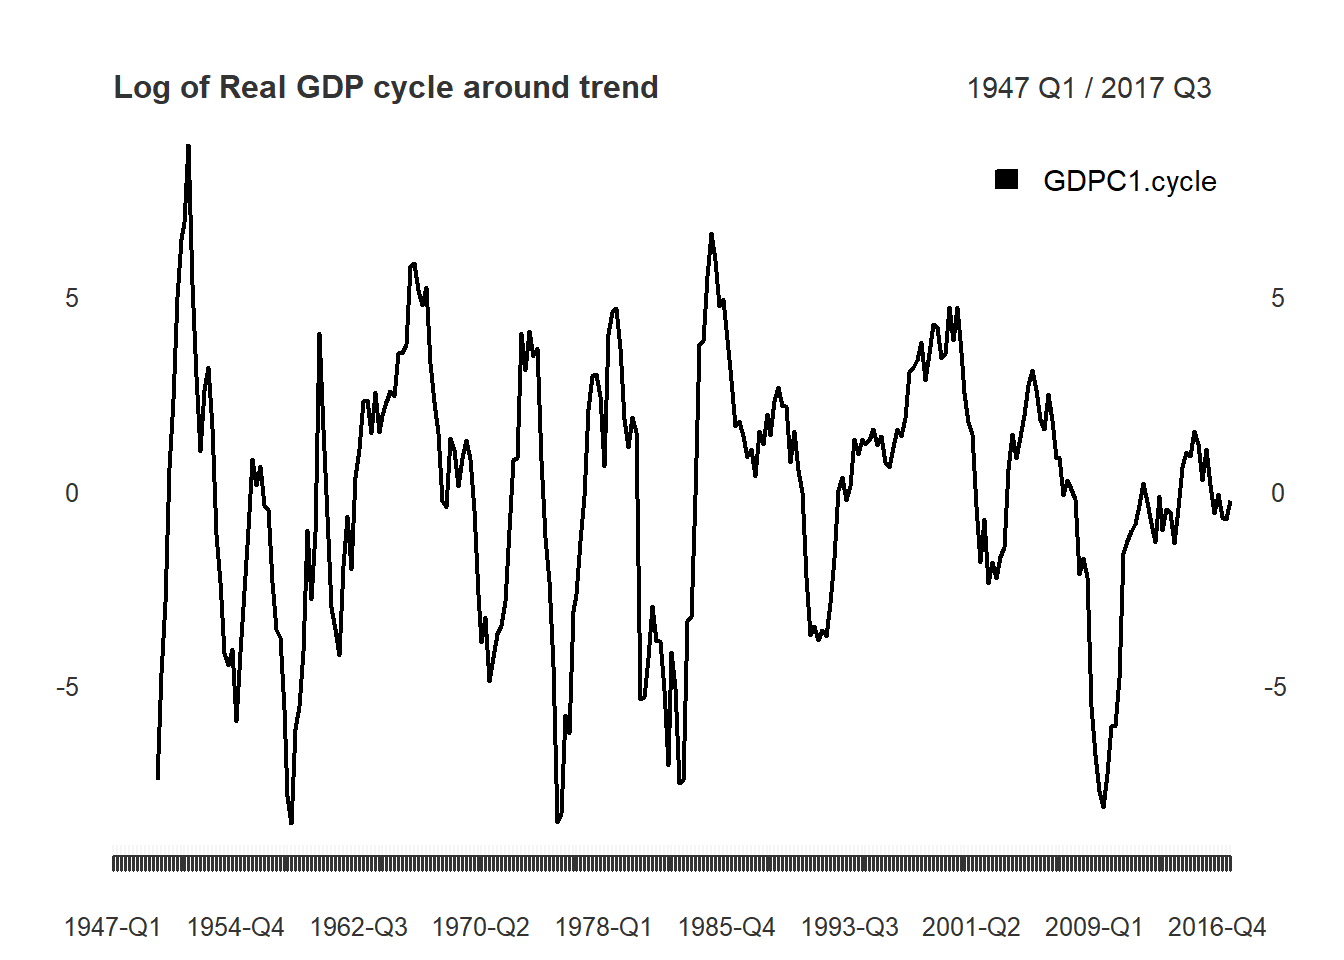 Log of Real GDP cycle around trend 1947 Q1 / 2017 Q3
GDPC1.cycle
5 5
0 0
-5 -5
1947-Q1 1954-Q4 1962-Q3 1970-Q2 1978-Q1 1985-Q4 1993-Q3 2001-Q2 2009-Q1 2016-Q4